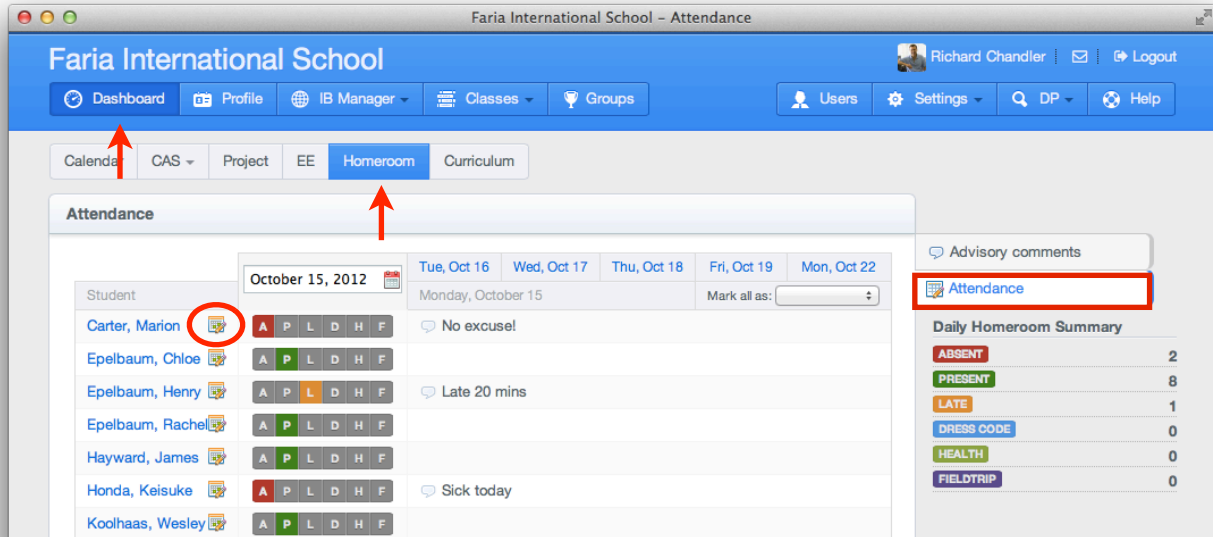 Faria International School – Attendance
Faria International School
Richard Chandler Logout
Dashboard Profile IB Manager Classes Groups Users Settings DP Help
Calendar CAS Project EE Homeroom Curriculum
Attendance
Advisory comments
Attendance
October 15, 2012 Tue, Oct 16 Wed, Oct 17 Thu, Oct 18 Fri, Oct 19 Mon, Oct 22
Student Monday, October 15 Mark all as:
Carter, Marion A P L D H F No excuse!
Epelbaum, Chloe A P L D H F
Epelbaum, Henry A P L D H F Late 20 mins
Epelbaum, Rachel A P L D H F
Hayward, James A P L D H F
Honda, Keisuke A P L D H F Sick today
Koolhaas, Wesley A P L D H F
Daily Homeroom Summary
ABSENT 2
PRESENT 8
LATE 1
DRESS CODE 0
HEALTH 0
FIELDTRIP 0